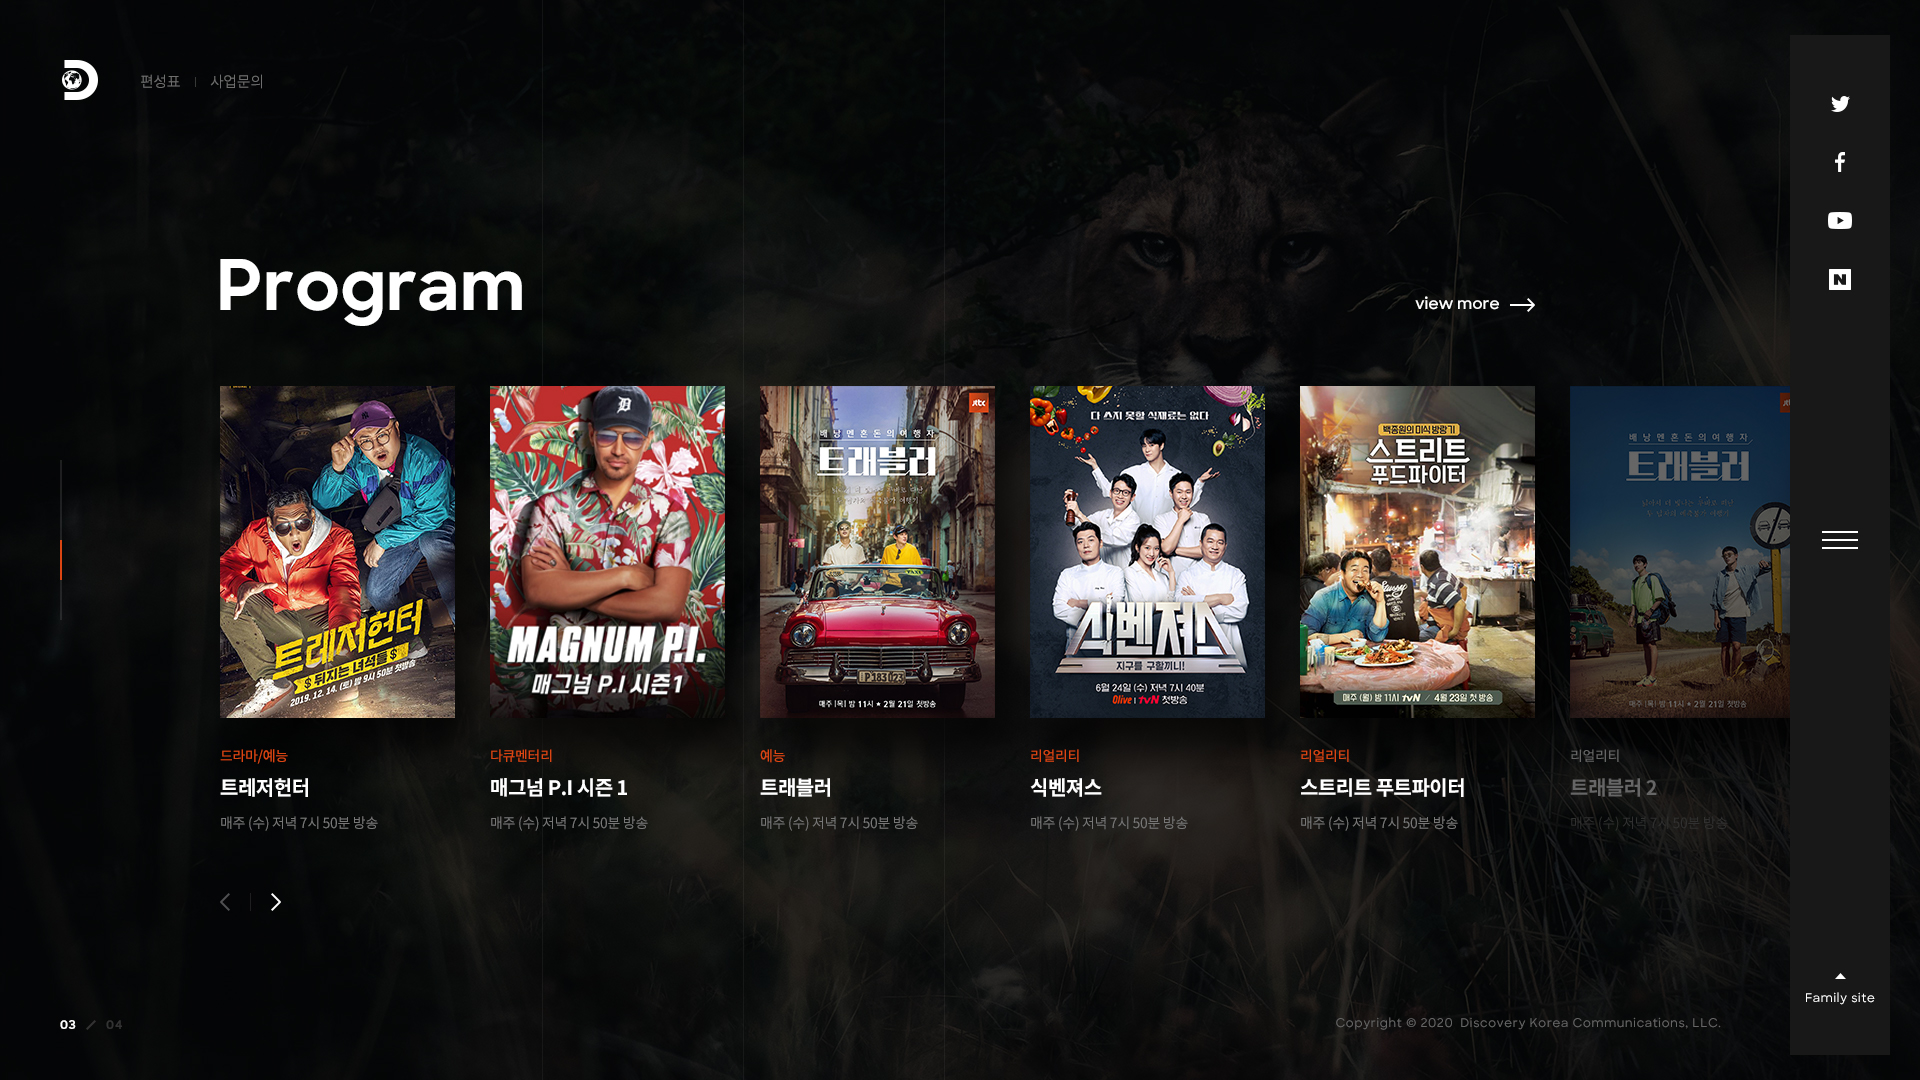 편성표
사업문의
Program
view more
트레저헌터
$ 뒤지는 녀석들 $
2019. 12. 14. (토) 밤 9시 50분 첫방송
드라마/예능
트레저헌터
매주 (수) 저녁 7시 50분 방송
MAGNUM P.I.
매그넘 P.I 시즌1
다큐멘터리
매그넘 P.I 시즌 1
매주 (수) 저녁 7시 50분 방송
jtbc
배낭멘혼돈의여행자
트래블러
P183023
매주 |목| 밤 11시 ★ 2월 21일 첫방송
예능
트래블러
매주 (수) 저녁 7시 50분 방송
다 쓰지 못할 식재료는 없다
식벤져스
지구를 구할끼니!
6월 24일 (수) 저녁 7시 40분
Olive | tvN 첫방송
리얼리티
식벤져스
매주 (수) 저녁 7시 50분 방송
백종원의 미식 방랑기
스트리트
푸드파이터
매주 (월) 밤 11시 tvN / 4월 23일 첫 방송
리얼리티
스트리트 푸트파이터
매주 (수) 저녁 7시 50분 방송
배낭멘혼돈의여행자
트래블러
매주 |목| 밤 11시 ★ 2월 21일 첫방송
리얼리티
트래블러 2
매주 (수) 저녁 7시 50분 방송
03 / 04
Copyright © 2020 Discovery Korea Communications, LLC.
Family site